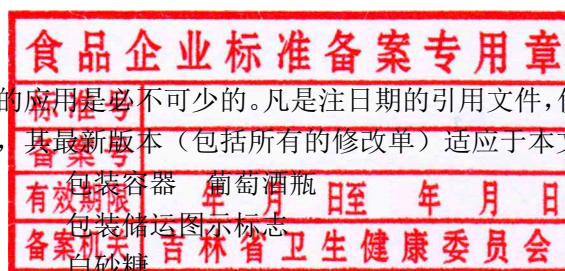 食品企业标准备案专用章
的应用是必不可少的。凡是注日期的引用文件，
标准号
，其最新版本（包括所有的修改单）适应于本文
备案号
包装容器 葡萄酒瓶
有效期限 年 月 日至 年 月 日
包装储运图示标志
备案机关 吉林省卫生健康委员会
白砂糖